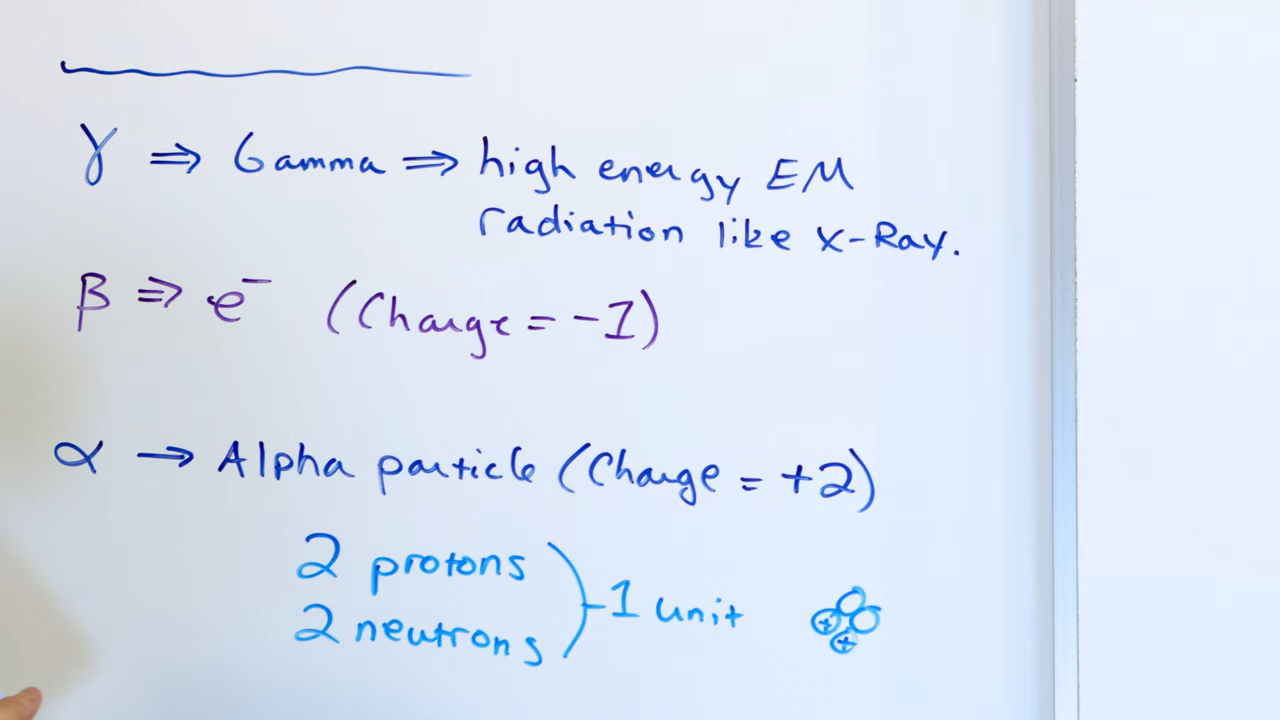 γ ⇒ Gamma ⇒ high energy EM
radiation like X-Ray.
β ⇒ e⁻ (Charge = -1)
α → Alpha particle (Charge = +2)
2 protons
2 neutrons
1 unit
+
+